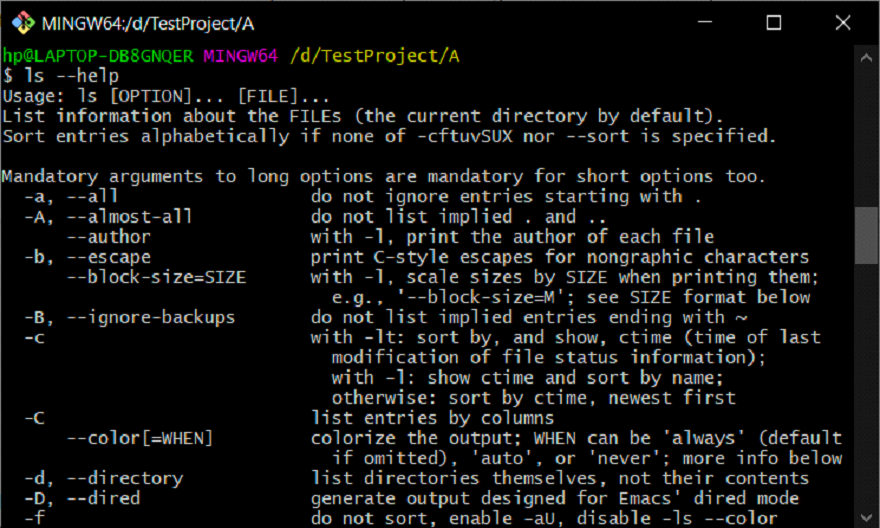 MINGW64:/d/TestProject/A
hp@LAPTOP-DB8GNQER MINGW64 /d/TestProject/A
$ ls --help
Usage: ls [OPTION]... [FILE]...
List information about the FILEs (the current directory by default).
Sort entries alphabetically if none of -cftuvSUX nor --sort is specified.

Mandatory arguments to long options are mandatory for short options too.
  -a, --all                  do not ignore entries starting with .
  -A, --almost-all           do not list implied . and ..
      --author               with -l, print the author of each file
  -b, --escape               print C-style escapes for nongraphic characters
      --block-size=SIZE      with -l, scale sizes by SIZE when printing them;
                               e.g., '--block-size=M'; see SIZE format below
  -B, --ignore-backups       do not list implied entries ending with ~
  -c                         with -lt: sort by, and show, ctime (time of last
                               modification of file status information);
                               with -l: show ctime and sort by name;
                               otherwise: sort by ctime, newest first
  -C                         list entries by columns
      --color[=WHEN]         colorize the output; WHEN can be 'always' (default
                               if omitted), 'auto', or 'never'; more info below
  -d, --directory            list directories themselves, not their contents
  -D, --dired                generate output designed for Emacs' dired mode
  -f                         do not sort, enable -aU, disable -ls --color